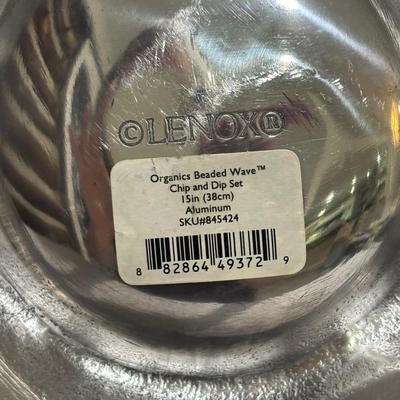 ©LENOX®
Organics Beaded Wave™
Chip and Dip Set
15in (38cm)
Aluminum
SKU#845424
8 82864 49372 9